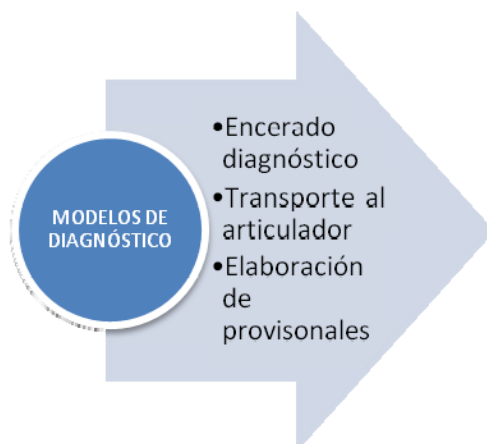 MODELOS DE
DIAGNÓSTICO
•Encerado
diagnóstico
•Transporte al
articulador
•Elaboración
de
provisonales